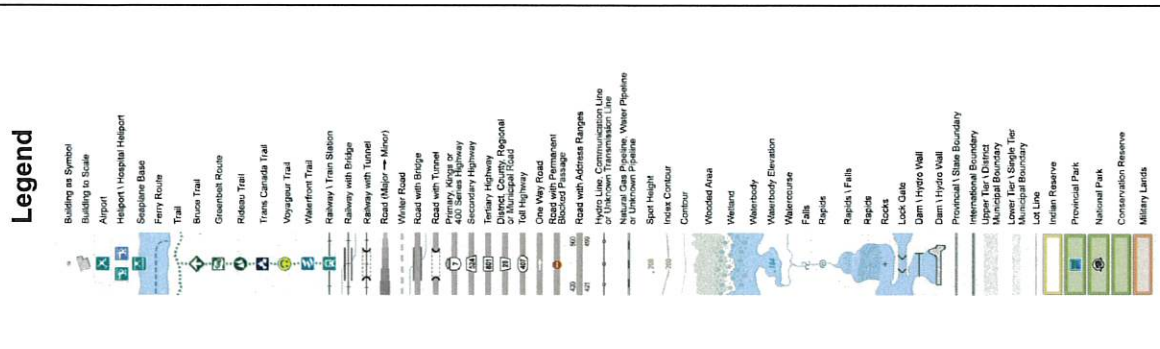 Legend
Building as Symbol
Building to Scale
Airport
Heliport \ Hospital Heliport
Seaplane Base
Ferry Route
Trail
Bruce Trail
Greenbelt Route
Rideau Trail
Trans Canada Trail
Voyageur Trail
Waterfront Trail
Railway \ Train Station
Railway with Bridge
Railway with Tunnel
Road (Major → Minor)
Winter Road
Road with Bridge
Road with Tunnel
Primary, Kings or
400 Series Highway
Secondary Highway
Tertiary Highway
District, County, Regional
or Municipal Road
Toll Highway
One Way Road
Road with Permanent
Blocked Passage
Road with Address Ranges
Hydro Line, Communication Line
or Unknown Transmission Line
Natural Gas Pipeline, Water Pipeline
or Unknown Pipeline
Spot Height
Index Contour
Contour
Wooded Area
Wetland
Waterbody
Waterbody Elevation
Watercourse
Falls
Rapids
Rapids \ Falls
Rapids
Rocks
Lock Gate
Dam \ Hydro Wall
Dam \ Hydro Wall
Provincial \ State Boundary
International Boundary
Upper Tier \ District
Municipal Boundary
Lower Tier \ Single Tier
Municipal Boundary
Lot Line
Indian Reserve
Provincial Park
National Park
Conservation Reserve
Military Lands